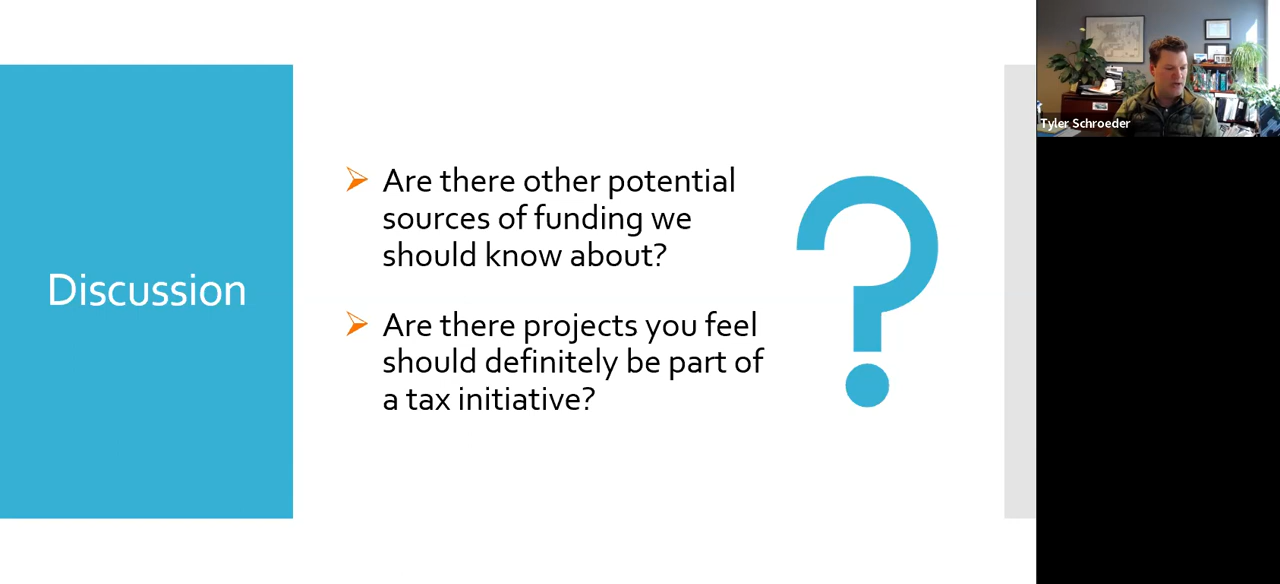 Discussion
Are there other potential
sources of funding we
should know about?
Are there projects you feel
should definitely be part of
a tax initiative?
?
Tyler Schroeder